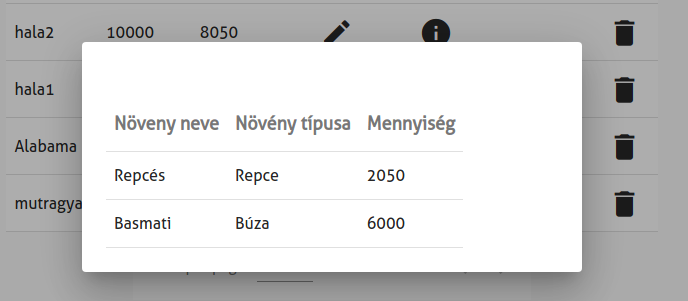 hala2 10000 8050
hala1
Alabama
mutragya
Növeny neve Növény típusa Mennyiség
Repcés Repce 2050
Basmati Búza 6000